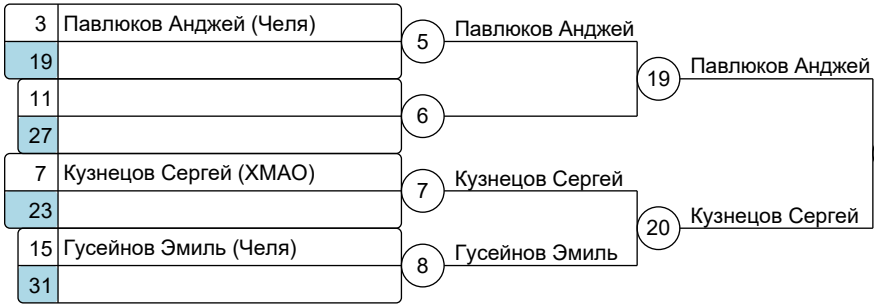 3 Павлюков Анджей (Челя)
19
5
Павлюков Анджей
11
27
6
19
Павлюков Анджей
7 Кузнецов Сергей (ХМАО)
23
7
Кузнецов Сергей
15 Гусейнов Эмиль (Челя)
31
8
Гусейнов Эмиль
20
Кузнецов Сергей